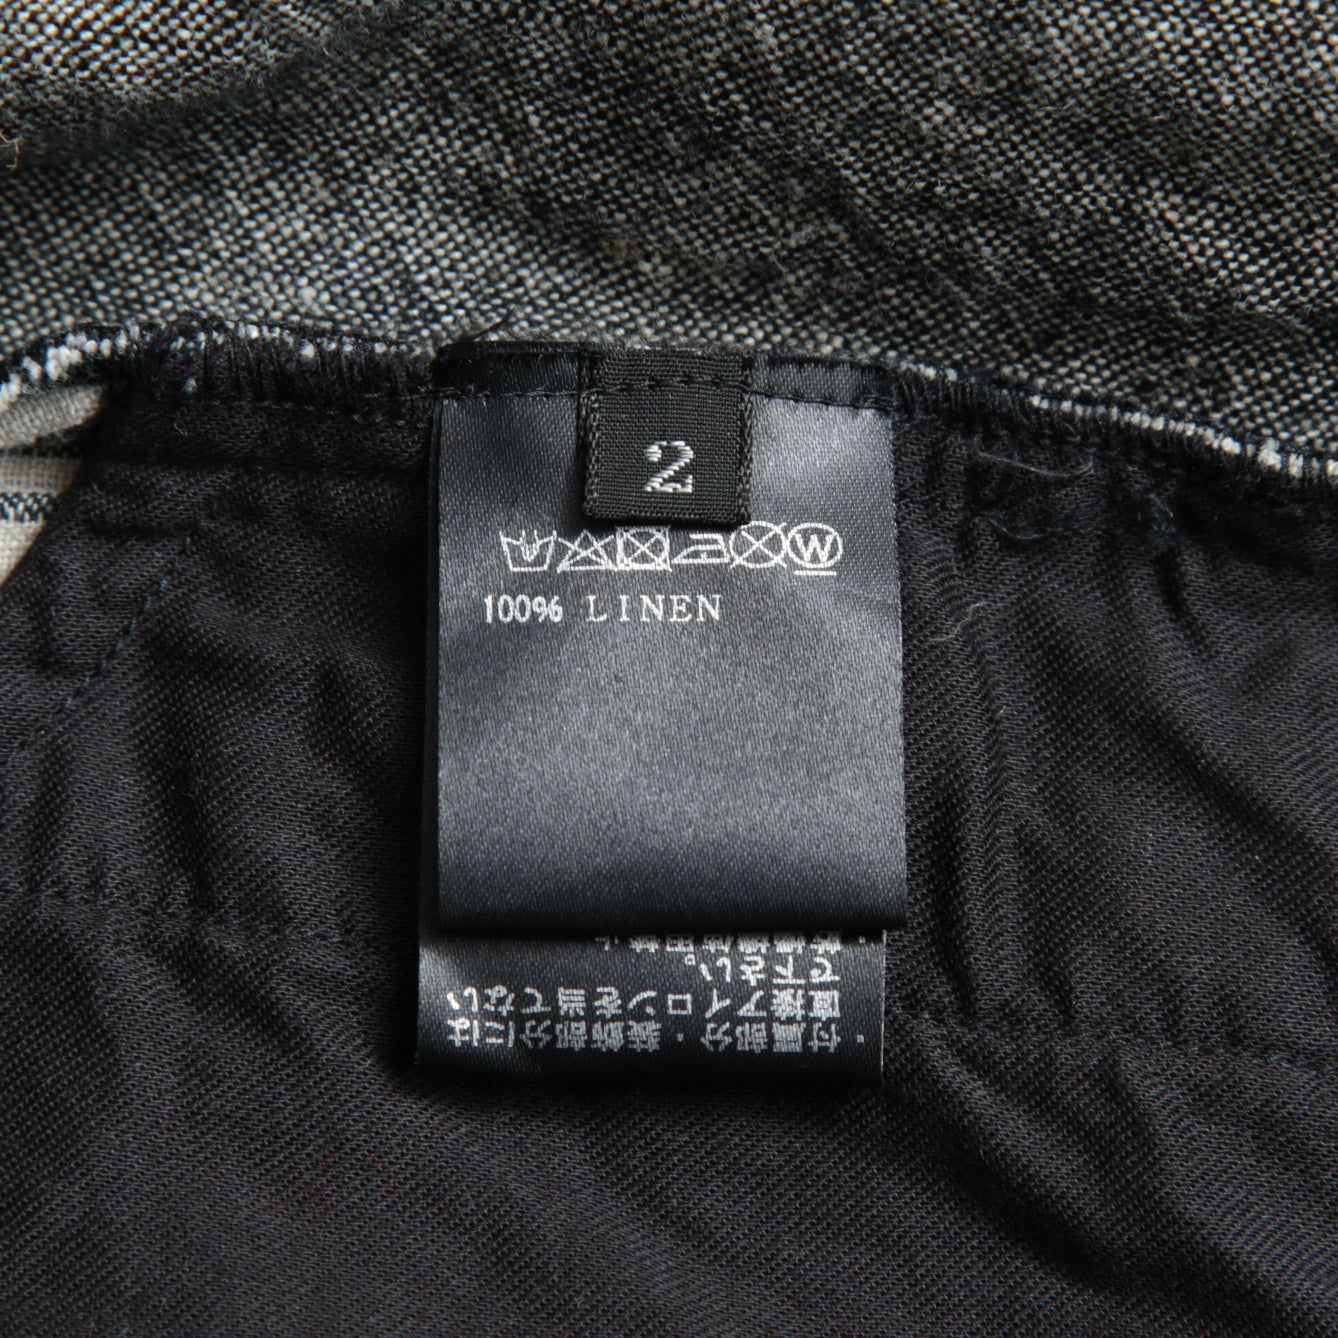 2
W
100% LINEN
・付属部分・装飾部分には
直接アイロンを当てない
で下さい。